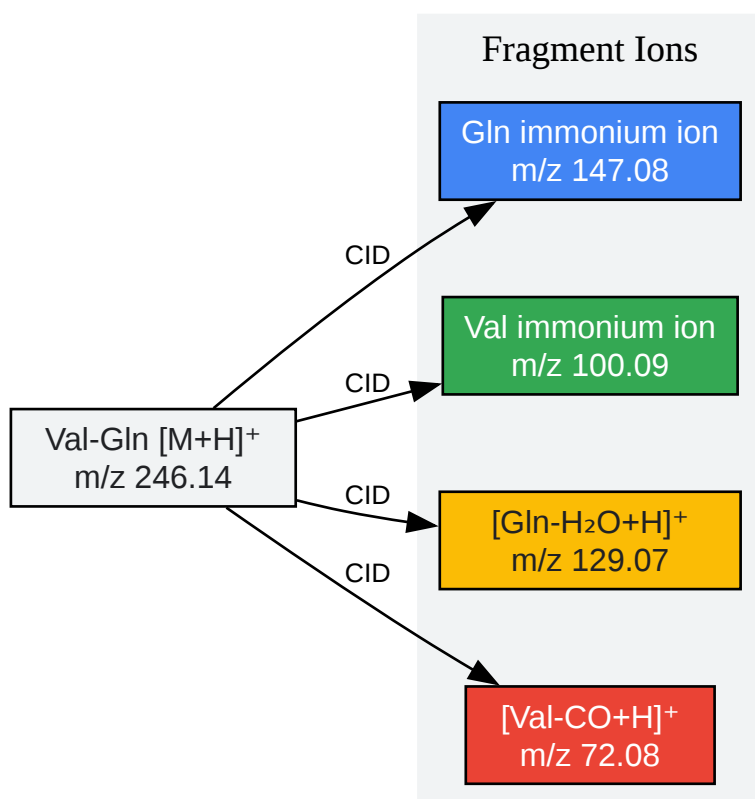 Fragment Ions
Gln immonium ion
m/z 147.08
CID
Val immonium ion
m/z 100.09
CID
Val-Gln [M+H]⁺
m/z 246.14
CID
[Gln-H₂O+H]⁺
m/z 129.07
CID
[Val-CO+H]⁺
m/z 72.08